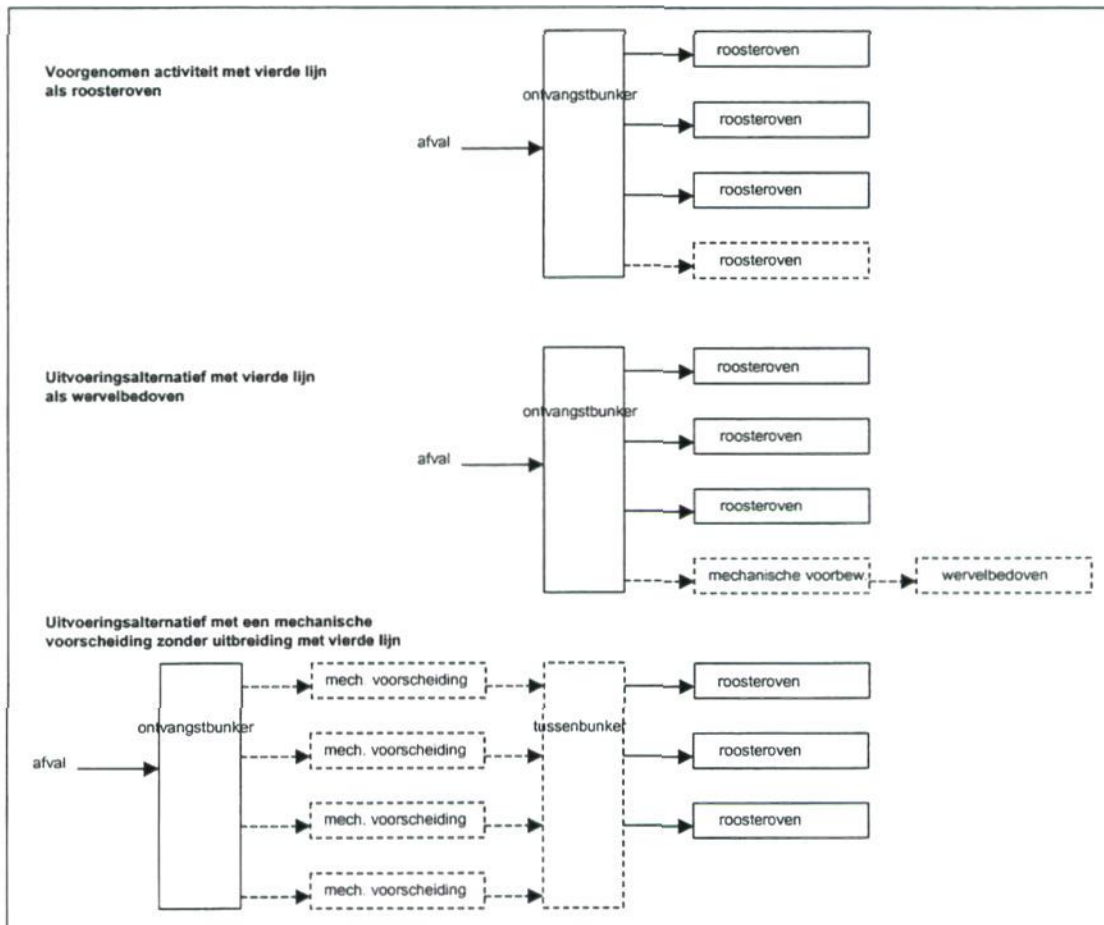 Voorgenomen activiteit met vierde lijn
als roosteroven
afval
ontvangstbunker
roosteroven
roosteroven
roosteroven
roosteroven
Uitvoeringsalternatief met vierde lijn
als wervelbedoven
afval
ontvangstbunker
roosteroven
roosteroven
roosteroven
mechanische voorbew.
wervelbedoven
Uitvoeringsalternatief met een mechanische
voorscheiding zonder uitbreiding met vierde lijn
afval
ontvangstbunker
mech. voorscheiding
mech. voorscheiding
mech. voorscheiding
mech. voorscheiding
tussenbunker
roosteroven
roosteroven
roosteroven